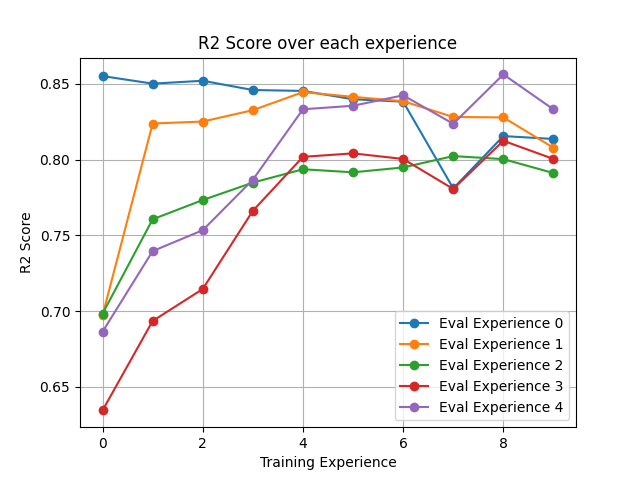 R2 Score over each experience
R2 Score
0.85
0.80
0.75
0.70
0.65
0 2 4 6 8
Training Experience
Eval Experience 0
Eval Experience 1
Eval Experience 2
Eval Experience 3
Eval Experience 4